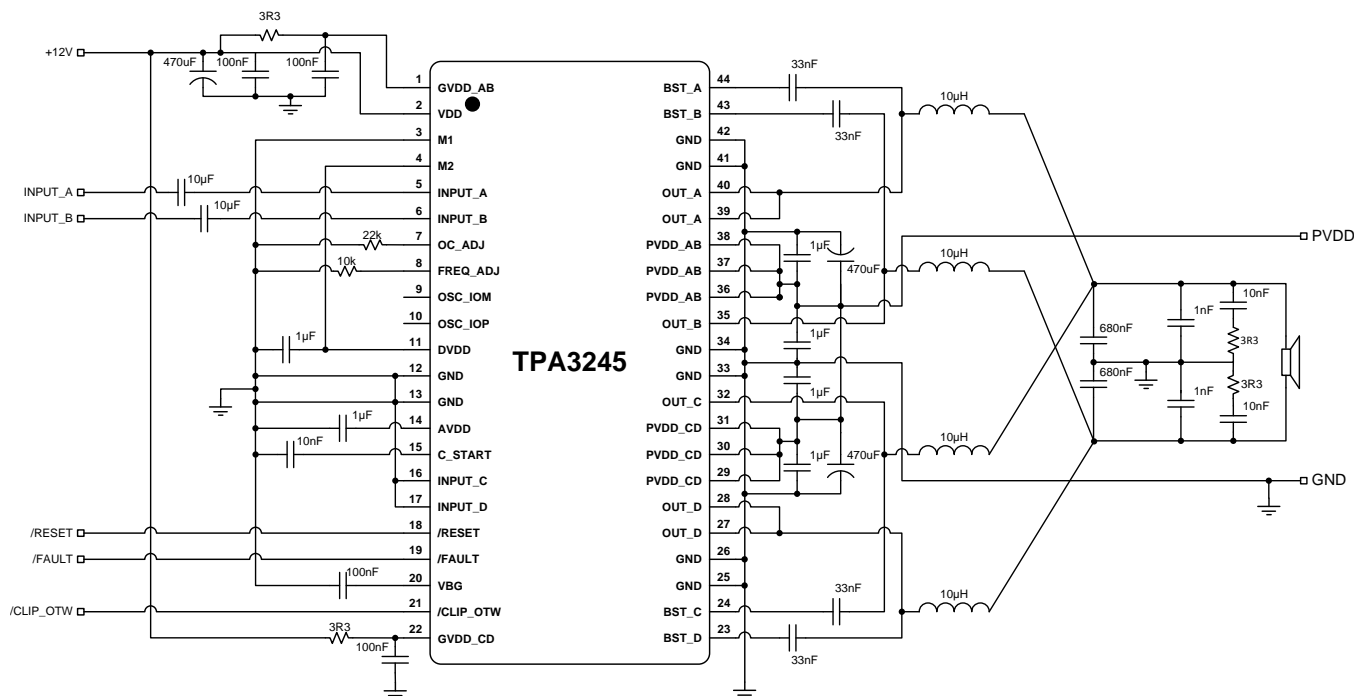 3R3
+12V
470uF
100nF
100nF
1
GVDD_AB
2
VDD
3
M1
4
M2
INPUT_A
10µF
5
INPUT_A
INPUT_B
10µF
6
INPUT_B
22k
7
OC_ADJ
10k
8
FREQ_ADJ
9
OSC_IOM
10
OSC_IOP
1µF
11
DVDD
12
GND
13
GND
1µF
14
AVDD
10nF
15
C_START
16
INPUT_C
17
INPUT_D
/RESET
18
/RESET
/FAULT
19
/FAULT
100nF
20
VBG
/CLIP_OTW
21
/CLIP_OTW
3R3
100nF
22
GVDD_CD
TPA3245
44
BST_A
33nF
43
BST_B
33nF
42
GND
41
GND
40
OUT_A
39
OUT_A
38
PVDD_AB
37
PVDD_AB
36
PVDD_AB
35
OUT_B
34
GND
33
GND
32
OUT_C
31
PVDD_CD
30
PVDD_CD
29
PVDD_CD
28
OUT_D
27
OUT_D
26
GND
25
GND
24
BST_C
33nF
23
BST_D
33nF
1µF
470uF
1µF
1µF
1µF
470uF
10µH
10µH
10µH
10µH
PVDD
680nF
680nF
1nF
1nF
10nF
3R3
3R3
10nF
GND